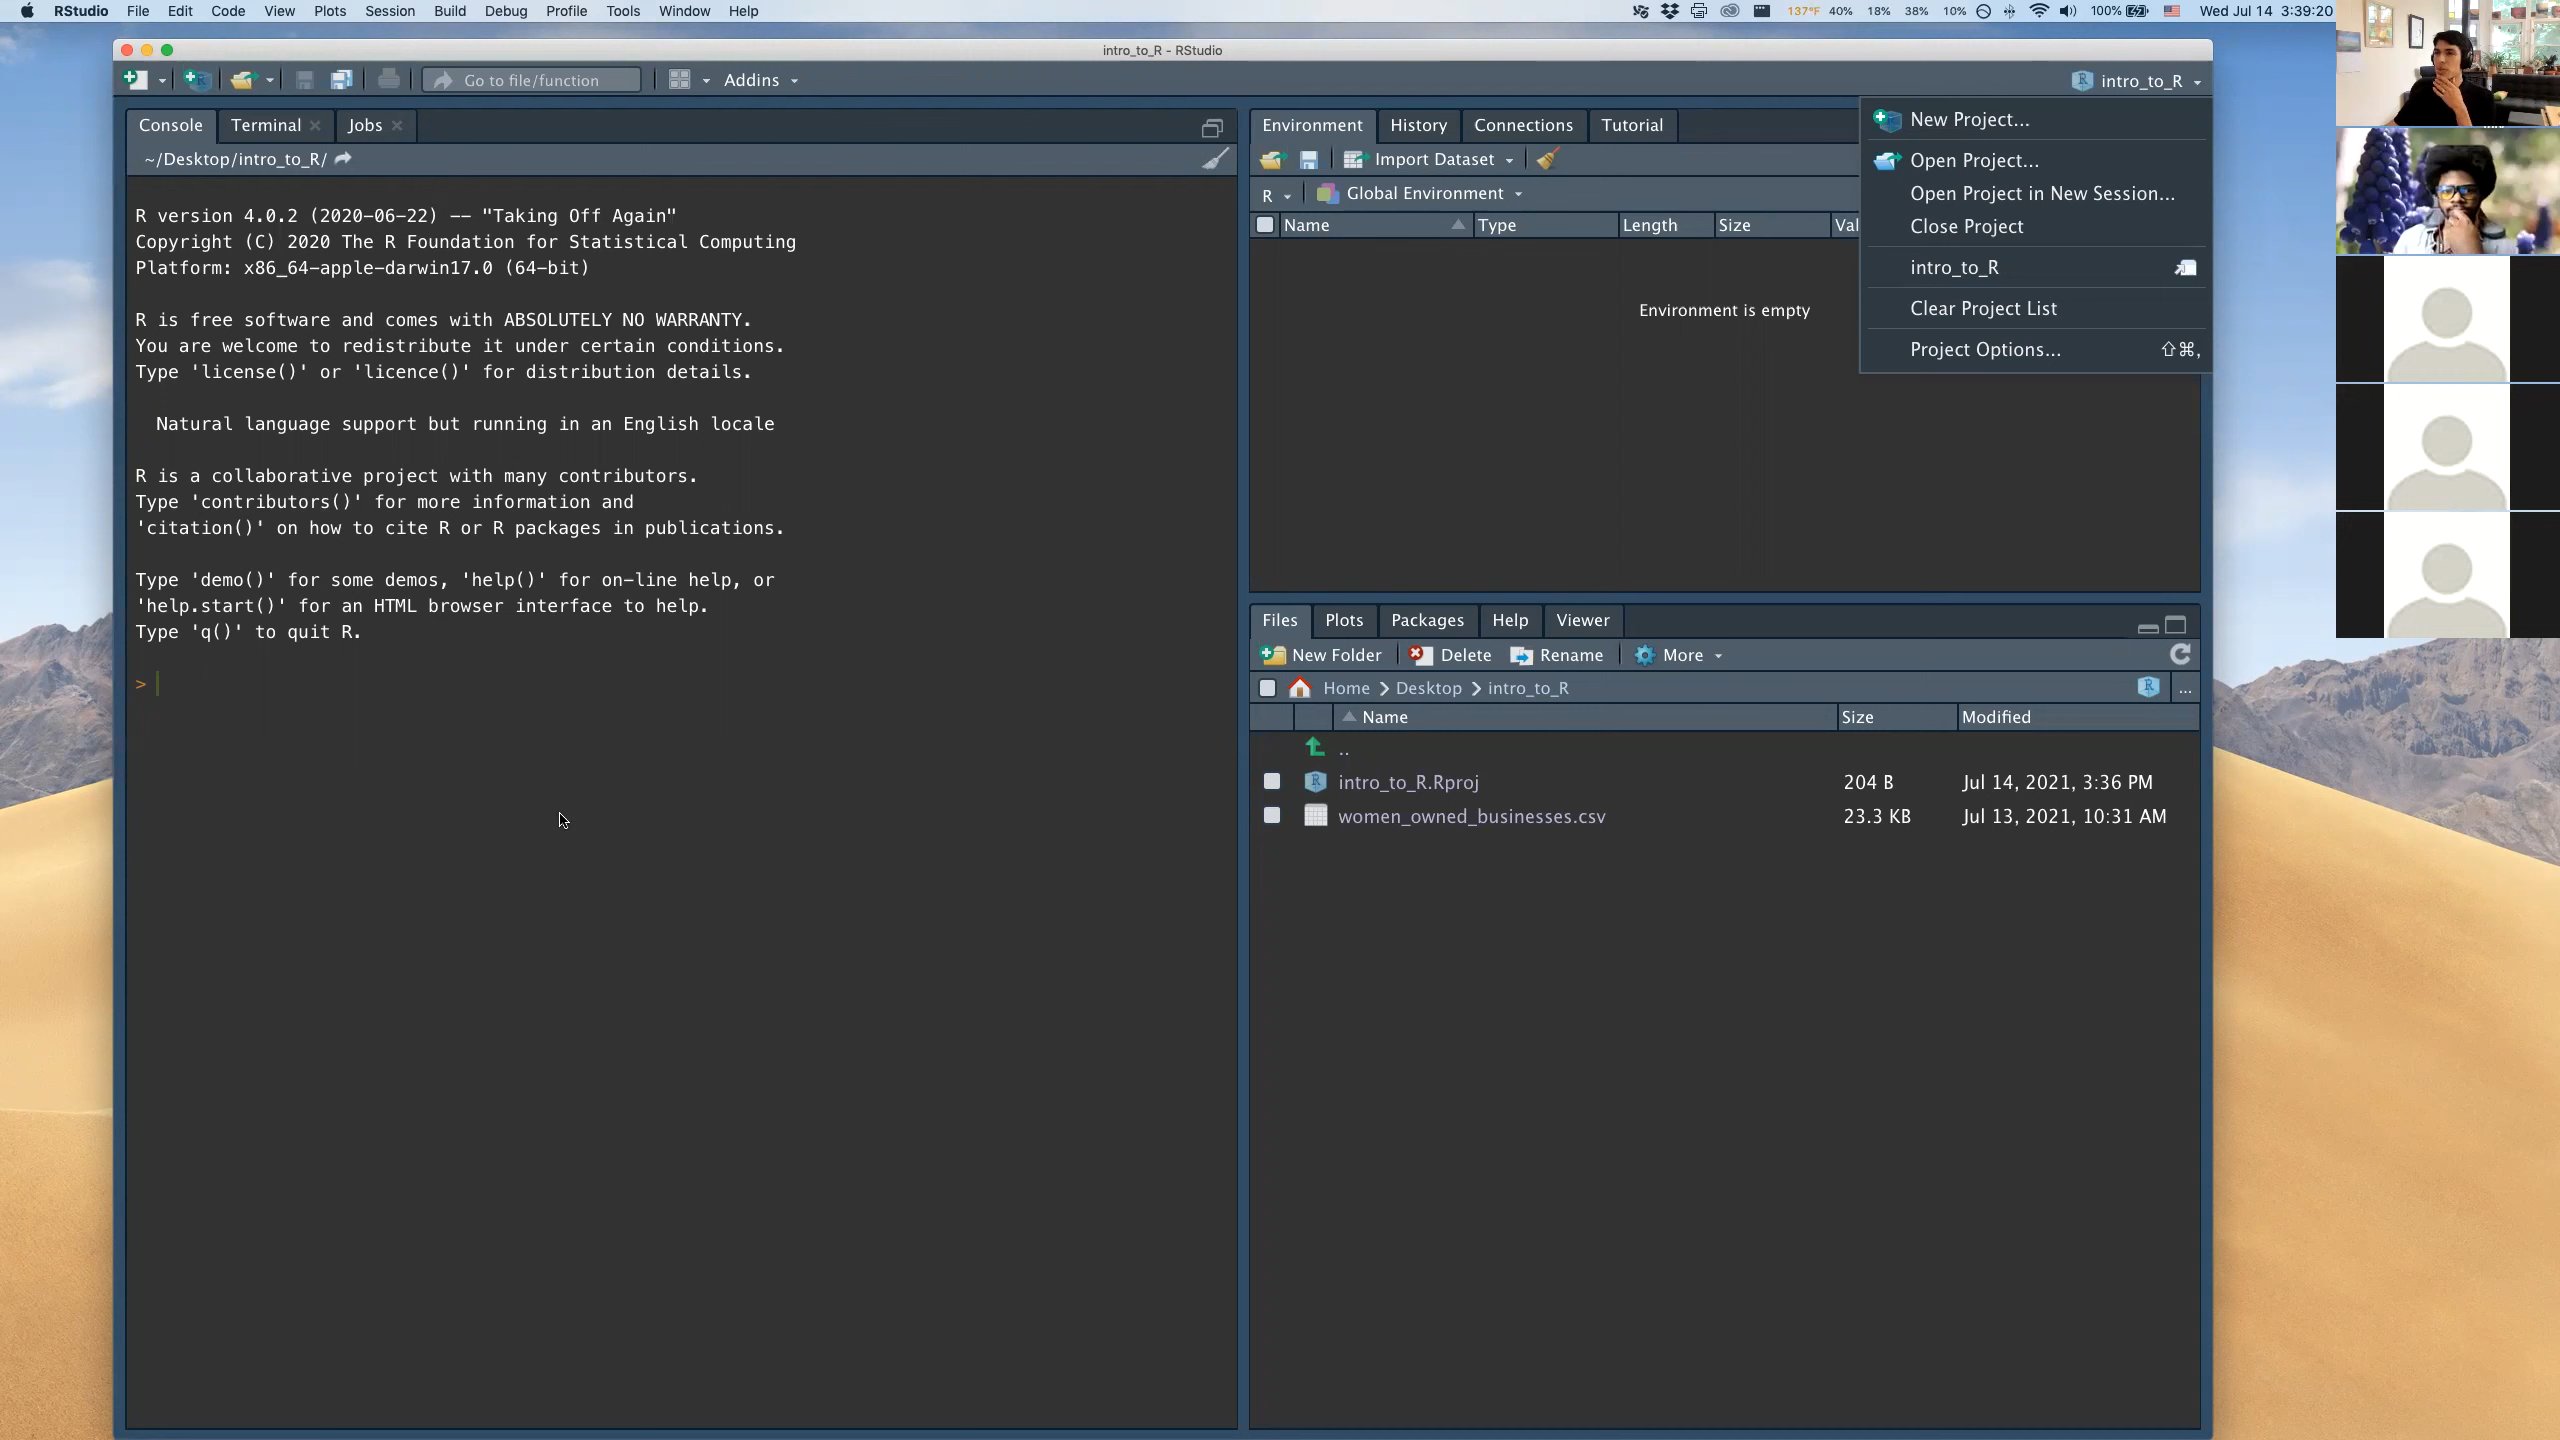 RStudio File Edit Code View Plots Session Build Debug Profile Tools Window Help
137°F 40% 18% 38% 10% 100% Wed Jul 14 3:39:20
intro_to_R - RStudio
Go to file/function Addins intro_to_R
Console Terminal Jobs
~/Desktop/intro_to_R/
R version 4.0.2 (2020-06-22) -- "Taking Off Again"
Copyright (C) 2020 The R Foundation for Statistical Computing
Platform: x86_64-apple-darwin17.0 (64-bit)
R is free software and comes with ABSOLUTELY NO WARRANTY.
You are welcome to redistribute it under certain conditions.
Type 'license()' or 'licence()' for distribution details.
Natural language support but running in an English locale
R is a collaborative project with many contributors.
Type 'contributors()' for more information and
'citation()' on how to cite R or R packages in publications.
Type 'demo()' for some demos, 'help()' for on-line help, or
'help.start()' for an HTML browser interface to help.
Type 'q()' to quit R.
>
Environment History Connections Tutorial
Import Dataset
R Global Environment
Name Type Length Size Val
Environment is empty
New Project...
Open Project...
Open Project in New Session...
Close Project
intro_to_R
Clear Project List
Project Options... ⇧⌘,
Files Plots Packages Help Viewer
New Folder Delete Rename More
Home Desktop intro_to_R R ...
Name Size Modified
..
intro_to_R.Rproj 204 B Jul 14, 2021, 3:36 PM
women_owned_businesses.csv 23.3 KB Jul 13, 2021, 10:31 AM